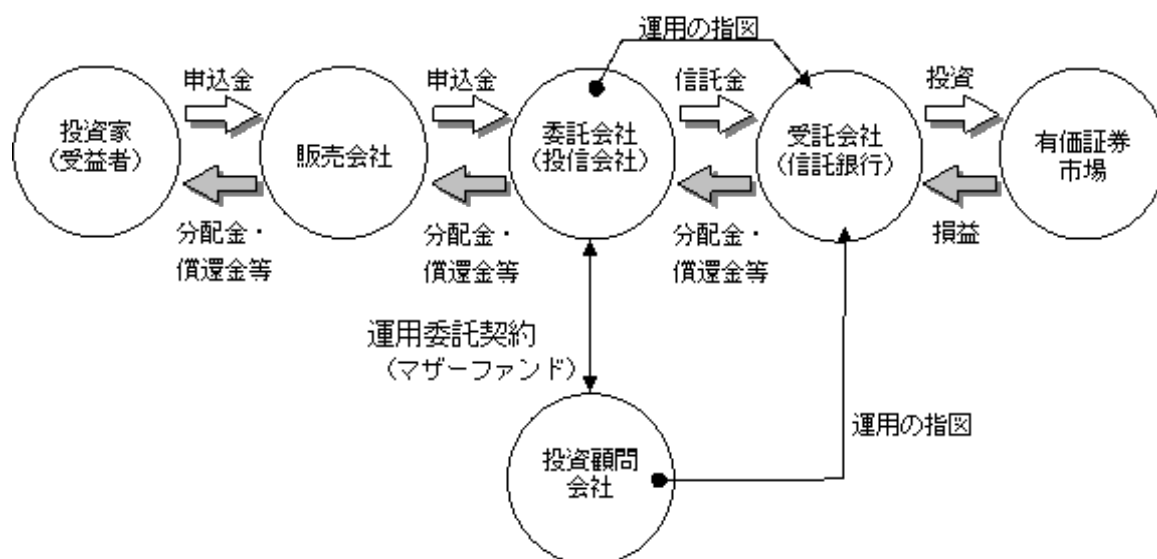 運用の指図
申込金
申込金
信託金
投資
投資家
（受益者）
販売会社
委託会社
（投信会社）
受託会社
（信託銀行）
有価証券
市場
分配金・
償還金等
分配金・
償還金等
分配金・
償還金等
損益
運用委託契約
（マザーファンド）
運用の指図
投資顧問
会社